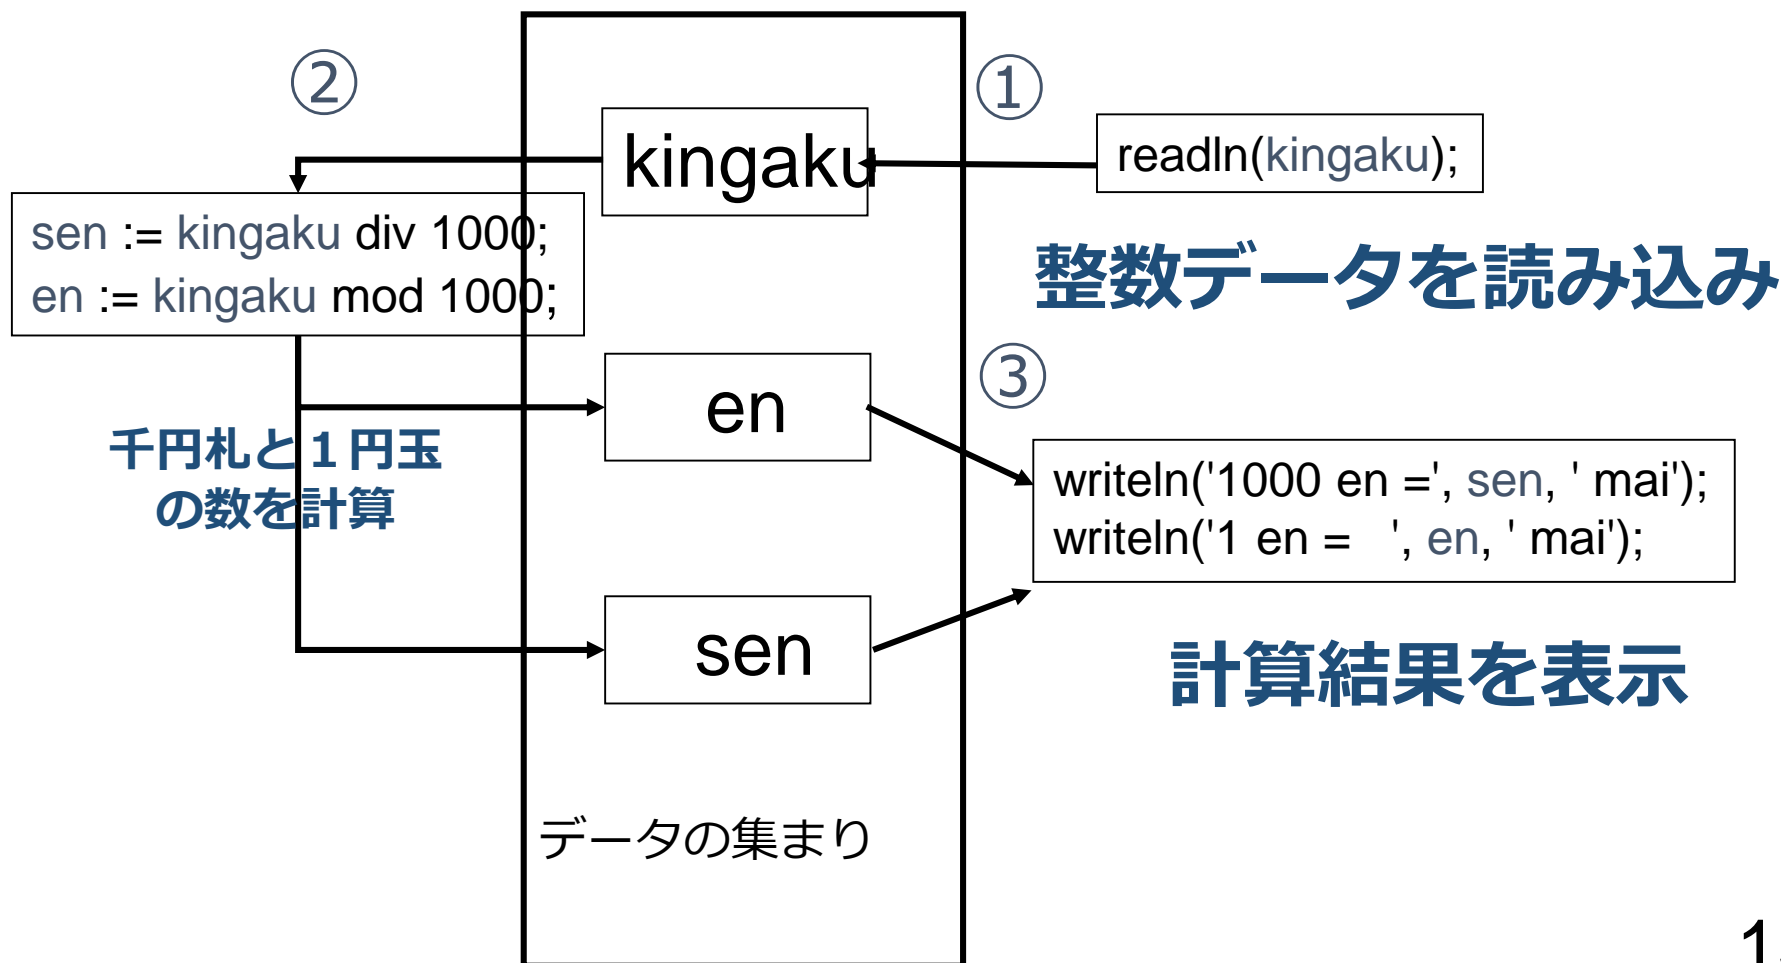 ②
①
kingaku
readln(kingaku);
sen := kingaku div 1000;
en := kingaku mod 1000;
整数データを読み込み
③
en
千円札と１円玉
の数を計算
writeln('1000 en =', sen, ' mai');
writeln('1 en =   ', en, ' mai');
sen
計算結果を表示
データの集まり